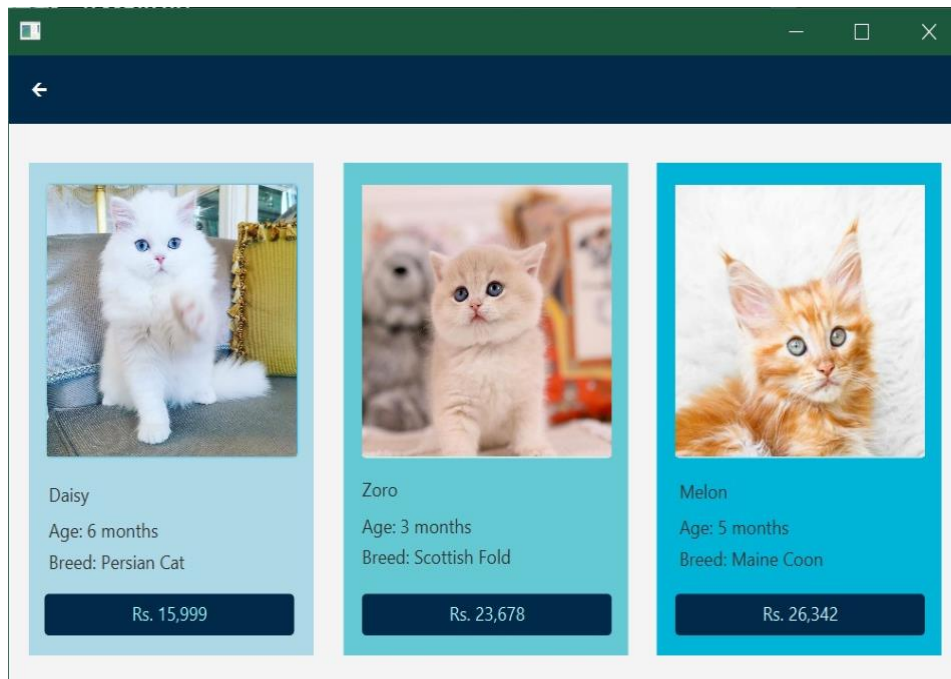 Daisy
Age: 6 months
Breed: Persian Cat
Rs. 15,999
Zoro
Age: 3 months
Breed: Scottish Fold
Rs. 23,678
Melon
Age: 5 months
Breed: Maine Coon
Rs. 26,342